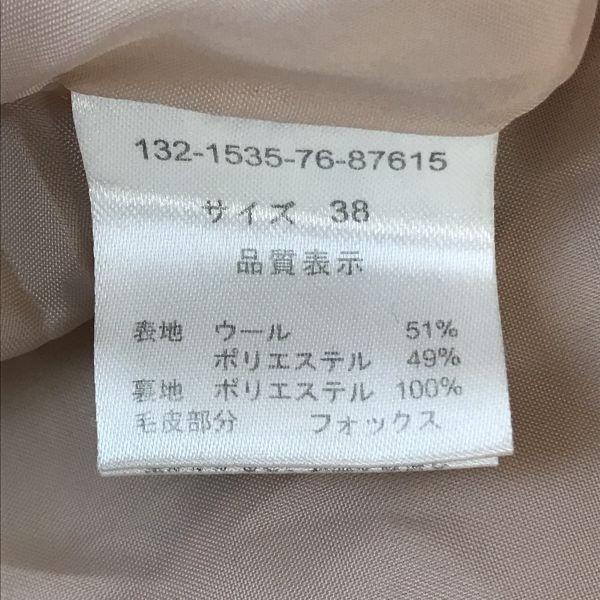 132-1535-76-87615
サイズ 38
品質表示
表地 ウール 51%
ポリエステル 49%
裏地 ポリエステル 100%
毛皮部分 フォックス